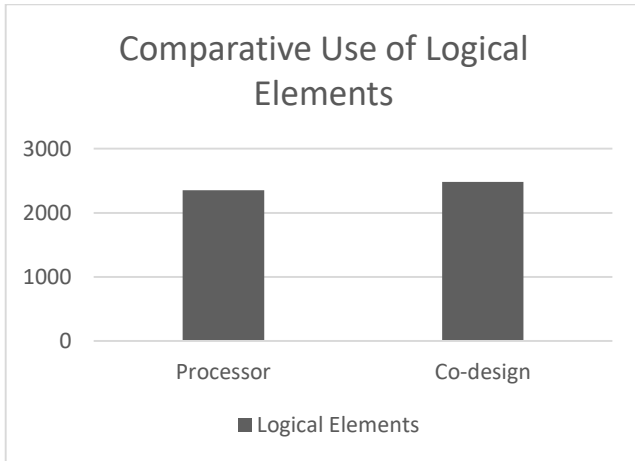 Comparative Use of Logical
Elements
3000
2000
1000
0
Processor Co-design
Logical Elements